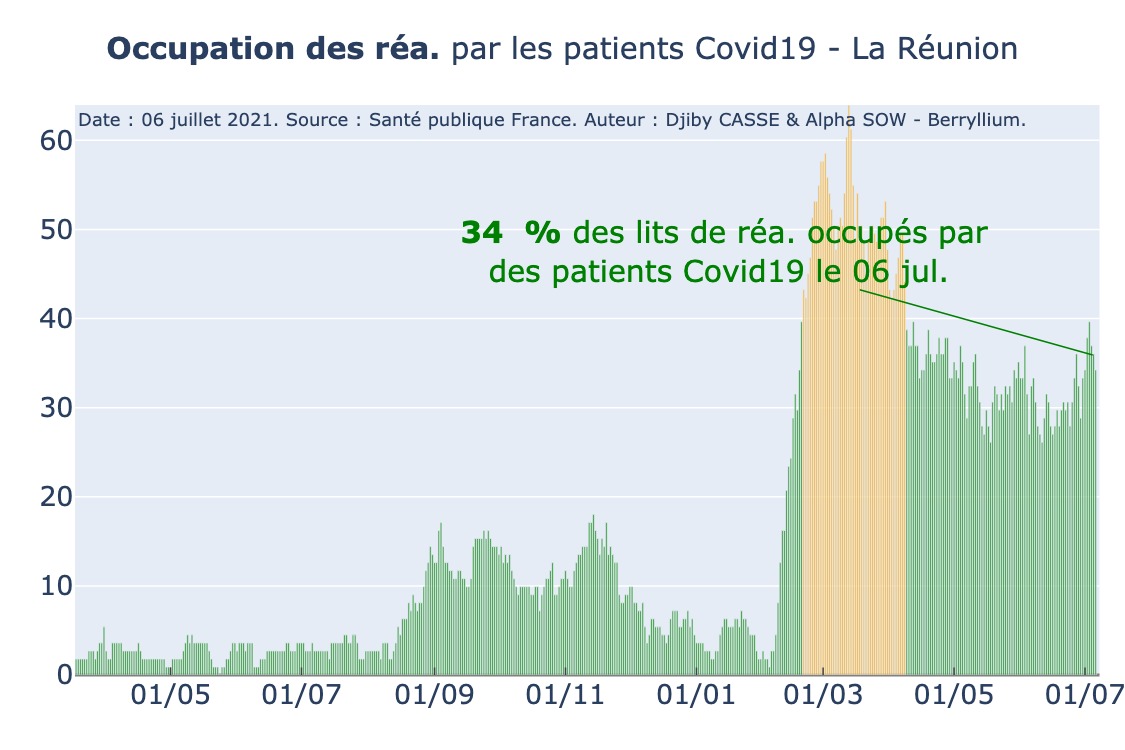 Occupation des réa. par les patients Covid19 - La Réunion
Date : 06 juillet 2021. Source : Santé publique France. Auteur : Djiby CASSE & Alpha SOW - Berryllium.
60
50
34 % des lits de réa. occupés par
des patients Covid19 le 06 jul.
40
30
20
10
0
01/05 01/07 01/09 01/11 01/01 01/03 01/05 01/07